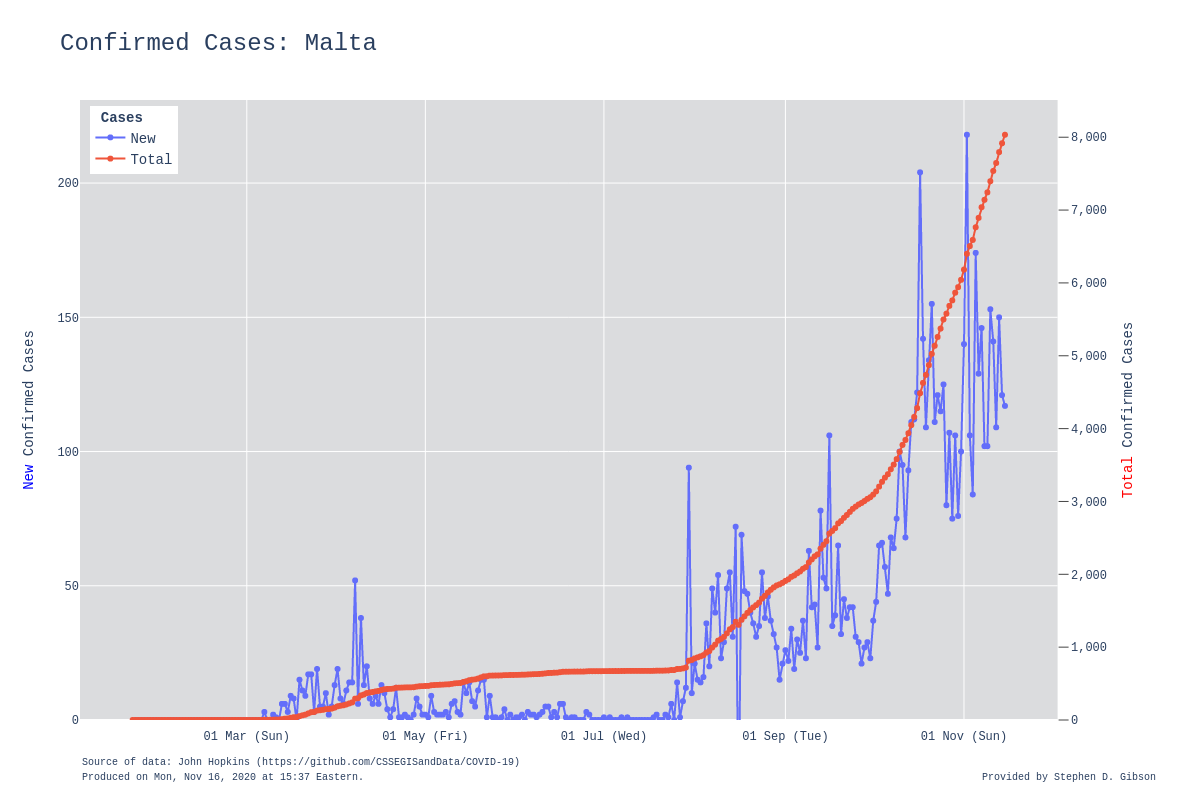 Confirmed Cases: Malta
Cases
New
Total
200
150
100
50
0
8,000
7,000
6,000
5,000
4,000
3,000
2,000
1,000
0
New Confirmed Cases
Total Confirmed Cases
01 Mar (Sun)
01 May (Fri)
01 Jul (Wed)
01 Sep (Tue)
01 Nov (Sun)
Source of data: John Hopkins (https://github.com/CSSEGISandData/COVID-19)
Produced on Mon, Nov 16, 2020 at 15:37 Eastern.
Provided by Stephen D. Gibson